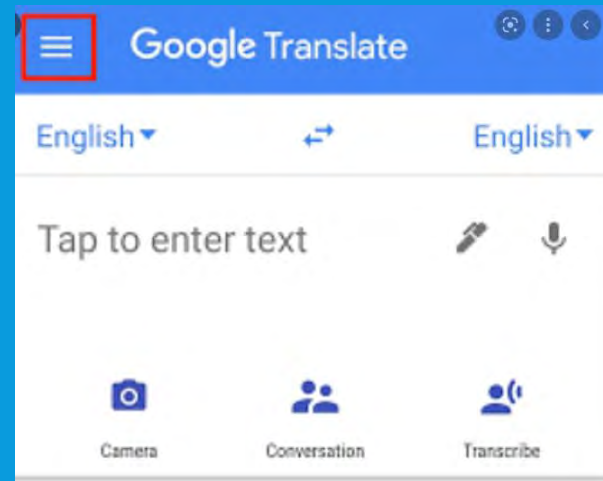 Google Translate
English English
Tap to enter text
Camera Conversation Transcribe